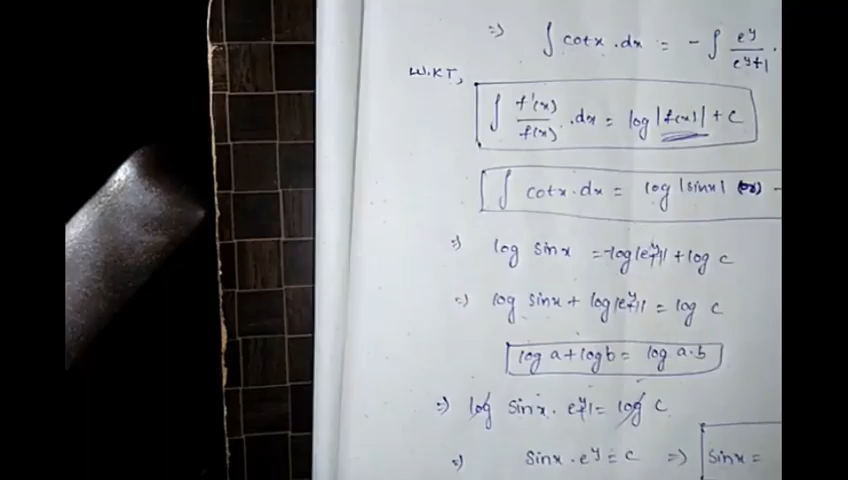 =) ∫ cotx .dx = - ∫ e^y / e^y+1 .
W.K.T,
∫ f'(x) / f(x) .dx = log |f(x)| + c
∫ cotx.dx = log |sinx| (or) -
=) log sinx = -log|e^y+1| + log c
=) log sinx + log|e^y+1| = log c
log a + log b = log a.b
=) log sinx . e^y+1 = log c
=) sinx . e^y = c =) sinx =